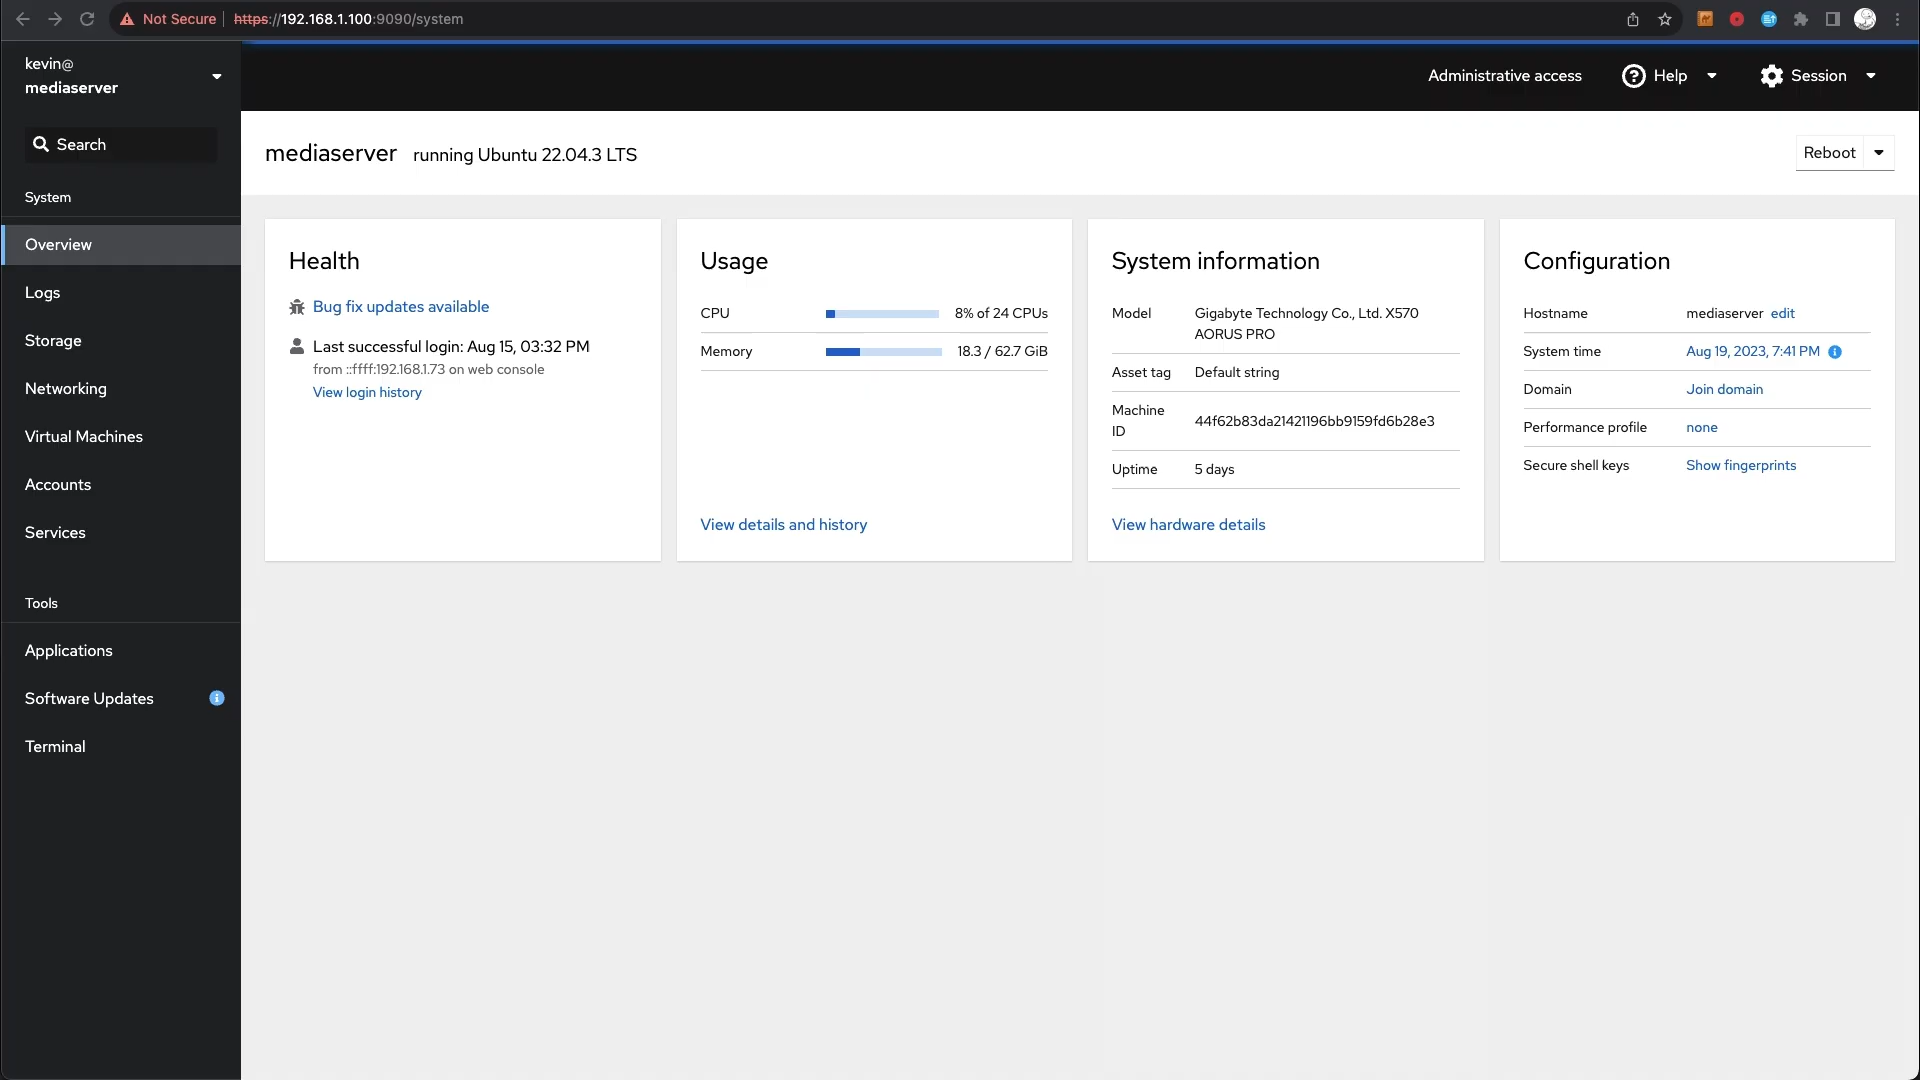 Not Secure https://192.168.1.100:9090/system
kevin@
mediaserver
Search
System
Overview
Logs
Storage
Networking
Virtual Machines
Accounts
Services
Tools
Applications
Software Updates
Terminal
Administrative access Help Session
mediaserver running Ubuntu 22.04.3 LTS Reboot
Health
Bug fix updates available
Last successful login: Aug 15, 03:32 PM
from ::ffff:192.168.1.73 on web console
View login history
Usage
CPU 8% of 24 CPUs
Memory 18.3 / 62.7 GiB
View details and history
System information
Model Gigabyte Technology Co., Ltd. X570
AORUS PRO
Asset tag Default string
Machine
ID 44f62b83da21421196bb9159fd6b28e3
Uptime 5 days
View hardware details
Configuration
Hostname mediaserver edit
System time Aug 19, 2023, 7:41 PM
Domain Join domain
Performance profile none
Secure shell keys Show fingerprints